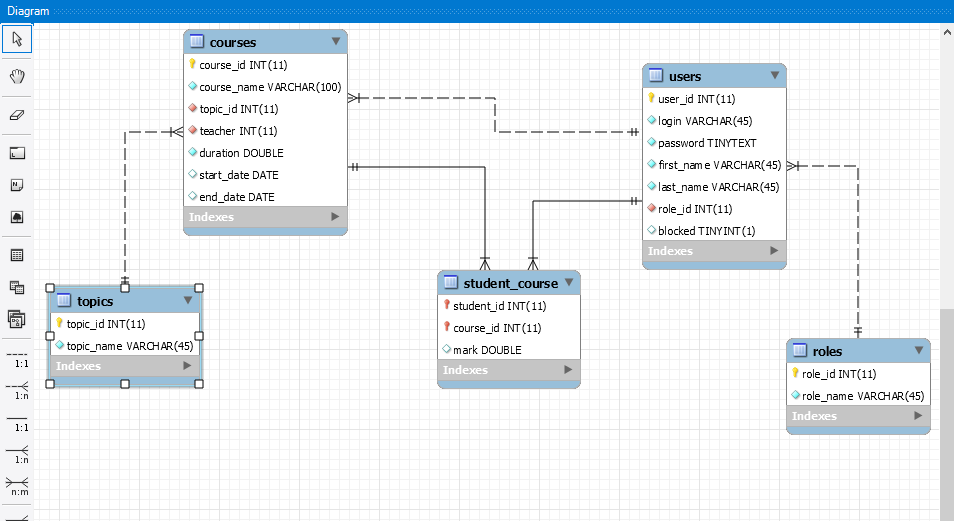 Diagram
courses
course_id INT(11)
course_name VARCHAR(100)
topic_id INT(11)
teacher INT(11)
duration DOUBLE
start_date DATE
end_date DATE
Indexes
users
user_id INT(11)
login VARCHAR(45)
password TINYTEXT
first_name VARCHAR(45)
last_name VARCHAR(45)
role_id INT(11)
blocked TINYINT(1)
Indexes
student_course
student_id INT(11)
course_id INT(11)
mark DOUBLE
Indexes
topics
topic_id INT(11)
topic_name VARCHAR(45)
Indexes
roles
role_id INT(11)
role_name VARCHAR(45)
Indexes
1:1
1:n
1:1
1:n
n:m